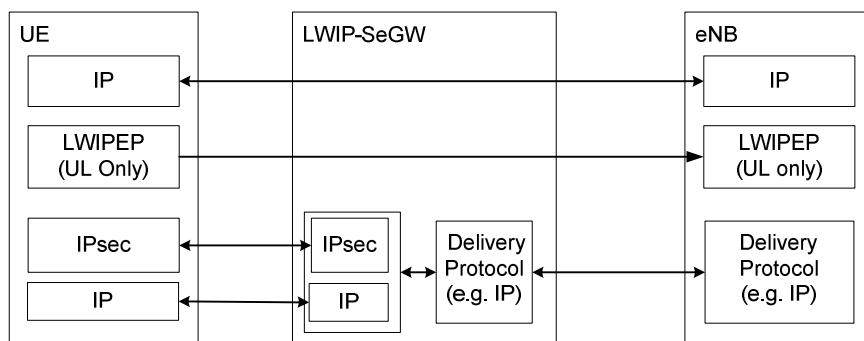 UE
LWIP-SeGW
eNB
IP
IP
LWIPEP
(UL Only)
LWIPEP
(UL only)
IPsec
IPsec
Delivery
Protocol
(e.g. IP)
Delivery
Protocol
(e.g. IP)
IP
IP